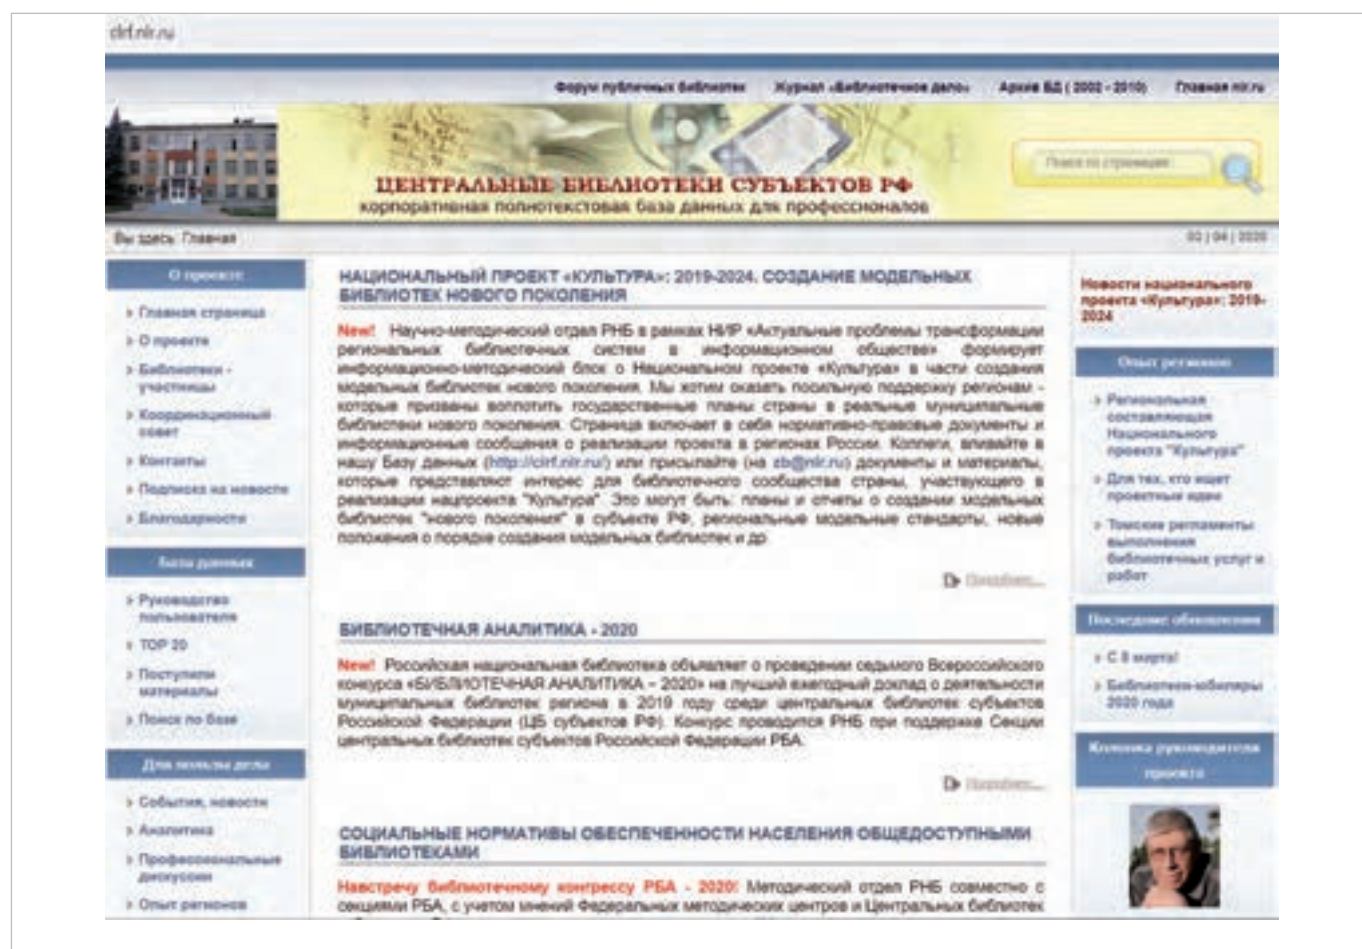 clrf.nlr.ru
Форум публичных библиотек Журнал «Библиотечное дело» Архив БД ( 2002 - 2010) Главная nlr.ru
Поиск по страницам
ЦЕНТРАЛЬНЫЕ БИБЛИОТЕКИ СУБЪЕКТОВ РФ
корпоративная полнотекстовая база данных для профессионалов
Вы здесь: Главная
03 | 04 | 2020
О проекте
Главная страница
О проекте
Библиотеки -
участницы
Координационный
совет
Контакты
Подписка на новости
Благодарности
База данных
Руководство
пользователя
TOP 20
Поступили
материалы
Поиск по базе
Для пользы дела
События, новости
Аналитика
Профессиональные
дискуссии
Опыт регионов
НАЦИОНАЛЬНЫЙ ПРОЕКТ «КУЛЬТУРА»: 2019-2024. СОЗДАНИЕ МОДЕЛЬНЫХ
БИБЛИОТЕК НОВОГО ПОКОЛЕНИЯ
New! Научно-методический отдел РНБ в рамках НИР «Актуальные проблемы трансформации
региональных библиотечных систем в информационном обществе» формирует
информационно-методический блок о Национальном проекте «Культура» в части создания
модельных библиотек нового поколения. Мы хотим оказать посильную поддержку регионам -
которые призваны воплотить государственные планы страны в реальные муниципальные
библиотеки нового поколения. Страница включает в себя нормативно-правовые документы и
информационные сообщения о реализации проекта в регионах России. Коллеги, вливайте в
нашу Базу данных (http://clrf.nlr.ru/) или присылайте (на zb@nlr.ru) документы и материалы,
которые представляют интерес для библиотечного сообщества страны, участвующего в
реализации нацпроекта "Культура". Это могут быть: планы и отчеты о создании модельных
библиотек "нового поколения" в субъекте РФ, региональные модельные стандарты, новые
положения о порядке создания модельных библиотек и др.
Подробнее...
БИБЛИОТЕЧНАЯ АНАЛИТИКА - 2020
New! Российская национальная библиотека объявляет о проведении седьмого Всероссийского
конкурса «БИБЛИОТЕЧНАЯ АНАЛИТИКА – 2020» на лучший ежегодный доклад о деятельности
муниципальных библиотек региона в 2019 году среди центральных библиотек субъектов
Российской Федерации (ЦБ субъектов РФ). Конкурс проводится РНБ при поддержке Секции
центральных библиотек субъектов Российской Федерации РБА.
Подробнее...
СОЦИАЛЬНЫЕ НОРМАТИВЫ ОБЕСПЕЧЕННОСТИ НАСЕЛЕНИЯ ОБЩЕДОСТУПНЫМИ
БИБЛИОТЕКАМИ
Навстречу библиотечному конгрессу РБА - 2020! Методический отдел РНБ совместно с
секциями РБА, с учетом мнений Федеральных методических центров и Центральных библиотек
Новости национального
проекта «Культура»: 2019-
2024
Опыт регионов
Региональная
составляющая
Национального
проекта "Культура"
Для тех, кто ищет
проектные идеи
Томские регламенты
выполнения
библиотечных услуг и
работ
Последние обновления
С 8 марта!
Библиотеки-юбиляры
2020 года
Колонка руководителя
проекта